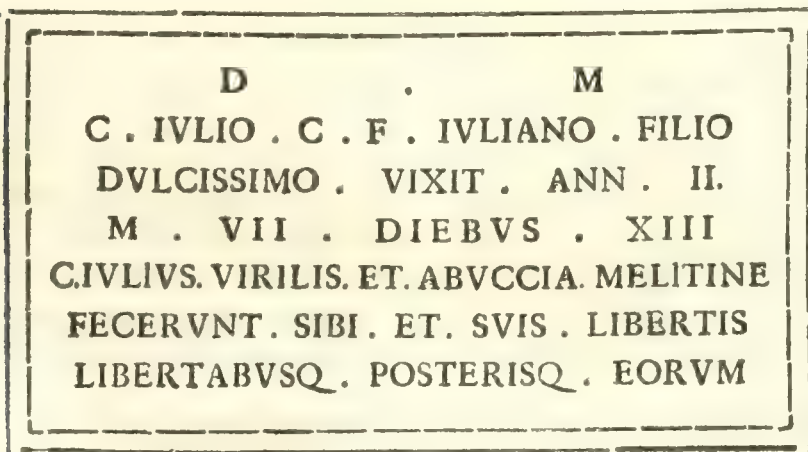 D . M
C . IVLIO . C . F . IVLIANO . FILIO
DVLCISSIMO . VIXIT . ANN . II.
M . VII . DIEBVS . XIII
C.IVLIVS. VIRILIS. ET. ABVCCIA. MELITINE
FECERVNT . SIBI . ET. SVIS . LIBERTIS
LIBERTABVSQ . POSTERISQ . EORVM